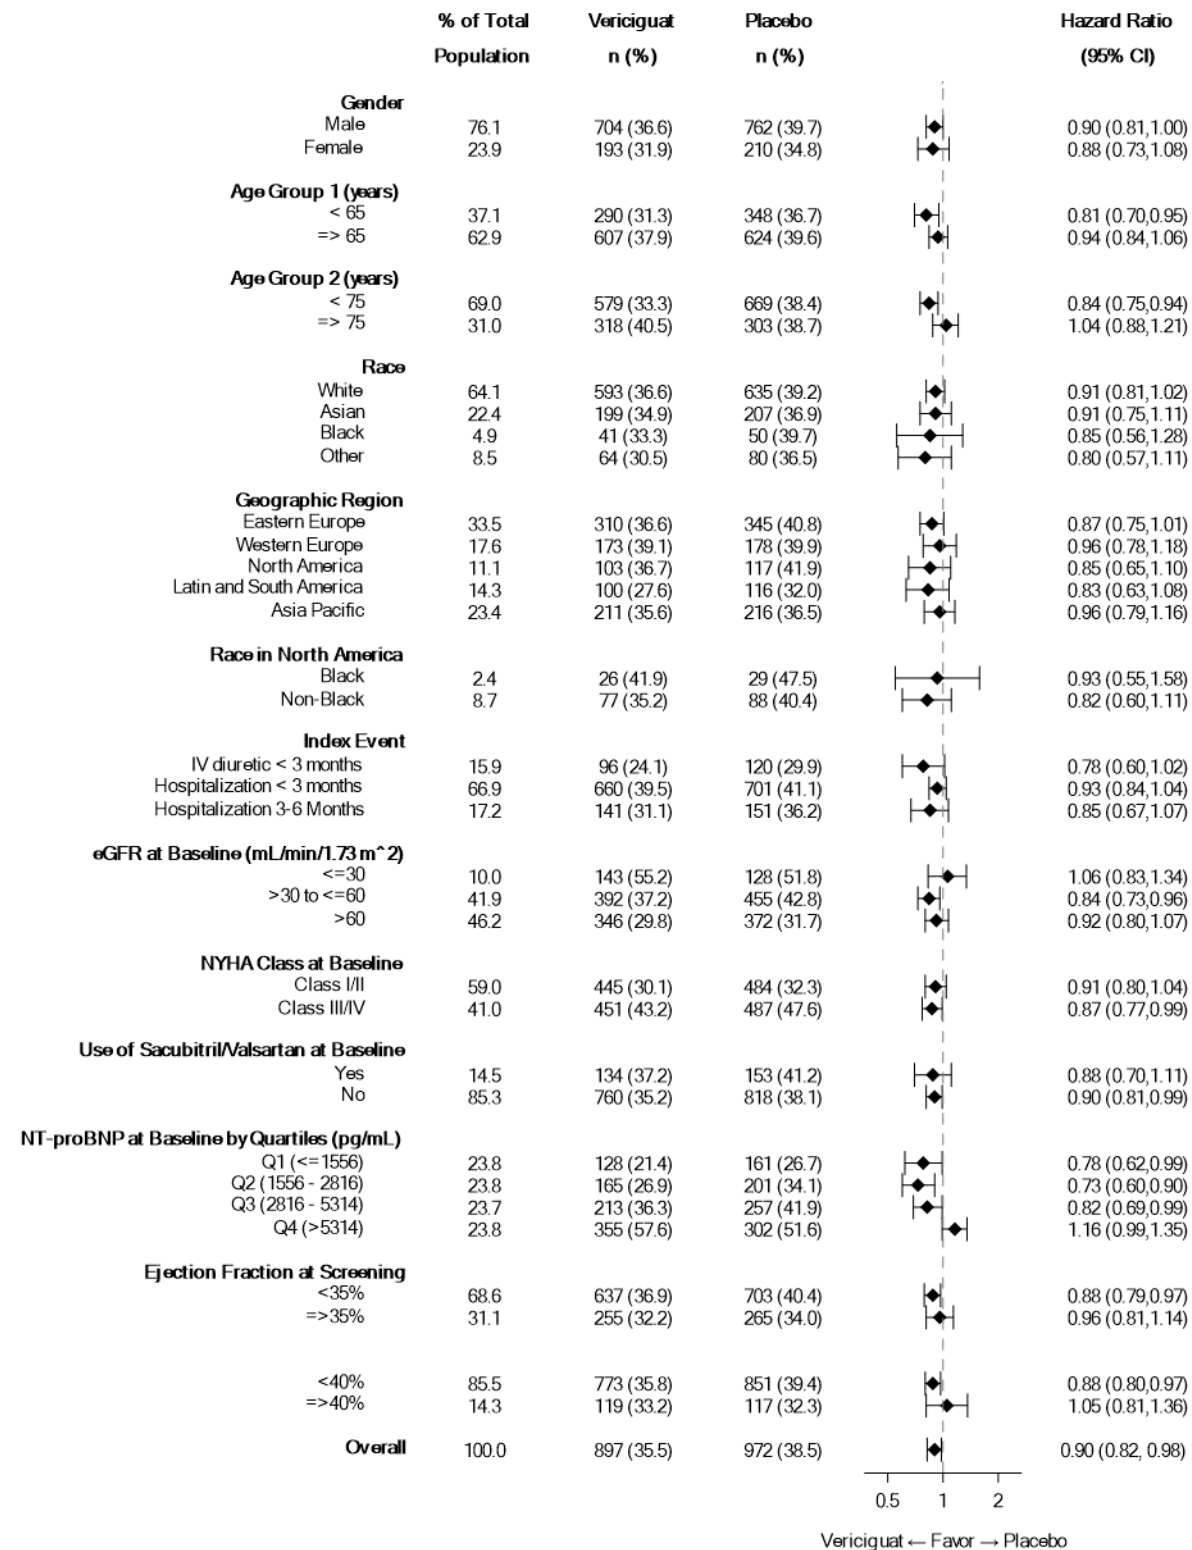 % of Total Vericiguat Placebo Hazard Ratio
Population n (%) n (%) (95% CI)
Gender
Male 76.1 704 (36.6) 762 (39.7) 0.90 (0.81,1.00)
Female 23.9 193 (31.9) 210 (34.8) 0.88 (0.73,1.08)
Age Group 1 (years)
< 65 37.1 290 (31.3) 348 (36.7) 0.81 (0.70,0.95)
=> 65 62.9 607 (37.9) 624 (39.6) 0.94 (0.84,1.06)
Age Group 2 (years)
< 75 69.0 579 (33.3) 669 (38.4) 0.84 (0.75,0.94)
=> 75 31.0 318 (40.5) 303 (38.7) 1.04 (0.88,1.21)
Race
White 64.1 593 (36.6) 635 (39.2) 0.91 (0.81,1.02)
Asian 22.4 199 (34.9) 207 (36.9) 0.91 (0.75,1.11)
Black 4.9 41 (33.3) 50 (39.7) 0.85 (0.56,1.28)
Other 8.5 64 (30.5) 80 (36.5) 0.80 (0.57,1.11)
Geographic Region
Eastern Europe 33.5 310 (36.6) 345 (40.8) 0.87 (0.75,1.01)
Western Europe 17.6 173 (39.1) 178 (39.9) 0.96 (0.78,1.18)
North America 11.1 103 (36.7) 117 (41.9) 0.85 (0.65,1.10)
Latin and South America 14.3 100 (27.6) 116 (32.0) 0.83 (0.63,1.08)
Asia Pacific 23.4 211 (35.6) 216 (36.5) 0.96 (0.79,1.16)
Race in North America
Black 2.4 26 (41.9) 29 (47.5) 0.93 (0.55,1.58)
Non-Black 8.7 77 (35.2) 88 (40.4) 0.82 (0.60,1.11)
Index Event
IV diuretic < 3 months 15.9 96 (24.1) 120 (29.9) 0.78 (0.60,1.02)
Hospitalization < 3 months 66.9 660 (39.5) 701 (41.1) 0.93 (0.84,1.04)
Hospitalization 3-6 Months 17.2 141 (31.1) 151 (36.2) 0.85 (0.67,1.07)
eGFR at Baseline (mL/min/1.73 m^2)
<=30 10.0 143 (55.2) 128 (51.8) 1.06 (0.83,1.34)
>30 to <=60 41.9 392 (37.2) 455 (42.8) 0.84 (0.73,0.96)
>60 46.2 346 (29.8) 372 (31.7) 0.92 (0.80,1.07)
NYHA Class at Baseline
Class I/II 59.0 445 (30.1) 484 (32.3) 0.91 (0.80,1.04)
Class III/IV 41.0 451 (43.2) 487 (47.6) 0.87 (0.77,0.99)
Use of Sacubitril/Valsartan at Baseline
Yes 14.5 134 (37.2) 153 (41.2) 0.88 (0.70,1.11)
No 85.3 760 (35.2) 818 (38.1) 0.90 (0.81,0.99)
NT-proBNP at Baseline by Quartiles (pg/mL)
Q1 (<=1556) 23.8 128 (21.4) 161 (26.7) 0.78 (0.62,0.99)
Q2 (1556 - 2816) 23.8 165 (26.9) 201 (34.1) 0.73 (0.60,0.90)
Q3 (2816 - 5314) 23.7 213 (36.3) 257 (41.9) 0.82 (0.69,0.99)
Q4 (>5314) 23.8 355 (57.6) 302 (51.6) 1.16 (0.99,1.35)
Ejection Fraction at Screening
<35% 68.6 637 (36.9) 703 (40.4) 0.88 (0.79,0.97)
=>35% 31.1 255 (32.2) 265 (34.0) 0.96 (0.81,1.14)
<40% 85.5 773 (35.8) 851 (39.4) 0.88 (0.80,0.97)
=>40% 14.3 119 (33.2) 117 (32.3) 1.05 (0.81,1.36)
Overall 100.0 897 (35.5) 972 (38.5) 0.90 (0.82, 0.98)
0.5 1 2
Vericiguat ← Favor → Placebo